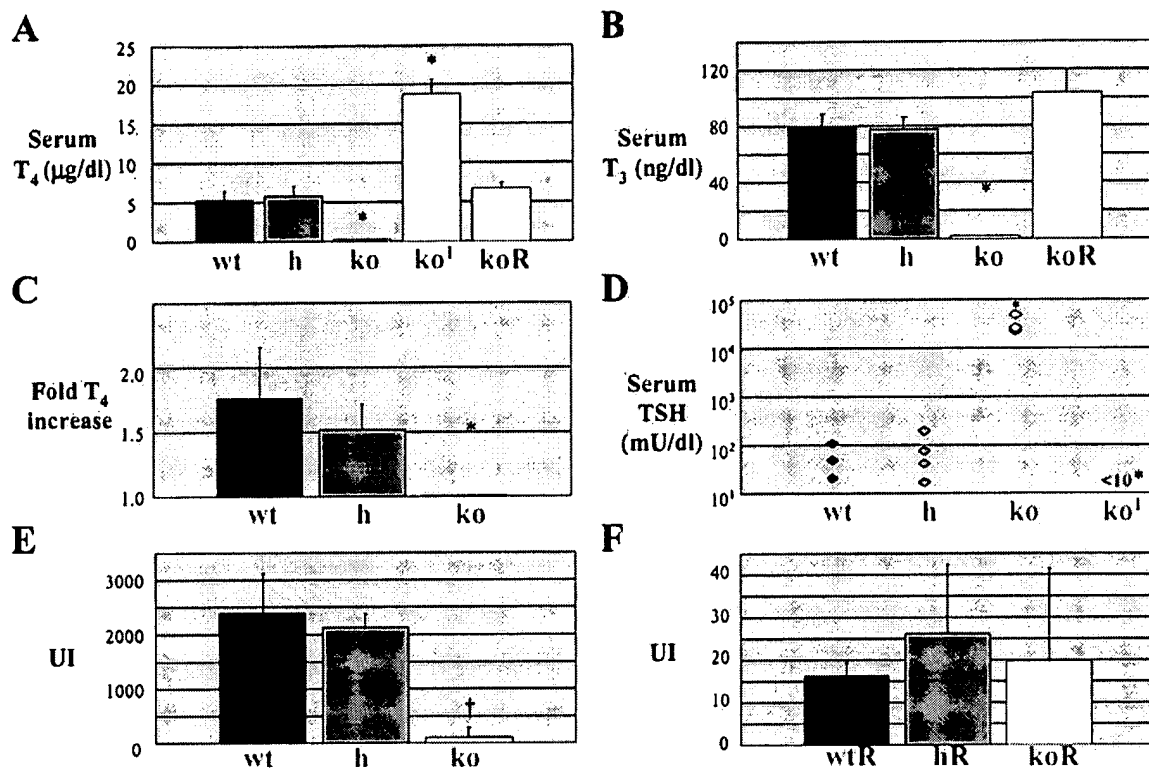 A
Serum
T4 (μg/dl)
25
20
15
10
5
0
*
*
wt h ko ko1 koR
B
Serum
T3 (ng/dl)
120
80
40
0
*
wt h ko koR
C
Fold T4
increase
2.0
1.5
1.0
*
wt h ko
D
Serum
TSH
(mU/dl)
10^5
10^4
10^3
10^2
10^1
*
<10*
wt h ko ko1
E
UI
3000
2000
1000
0
†
wt h ko
F
UI
40
30
20
10
0
wtR hR koR